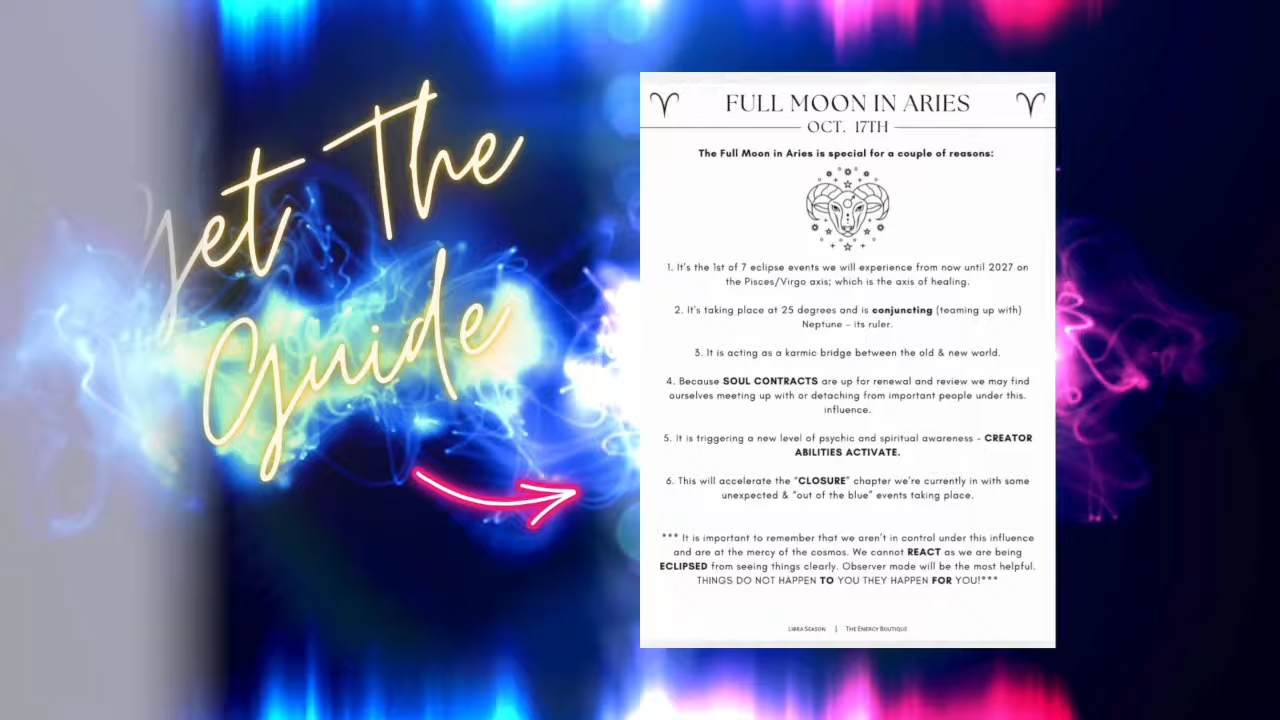 Get The
Guide
FULL MOON IN ARIES
OCT. 17TH
The Full Moon in Aries is special for a couple of reasons:
1. It's the 1st of 7 eclipse events we will experience from now until 2027 on
the Pisces/Virgo axis; which is the axis of healing.
2. It's taking place at 25 degrees and is conjuncting (teaming up with)
Neptune – its ruler.
3. It is acting as a karmic bridge between the old & new world.
4. Because SOUL CONTRACTS are up for renewal and review we may find
ourselves meeting up with or detaching from important people under this.
influence.
5. It is triggering a new level of psychic and spiritual awareness – CREATOR
ABILITIES ACTIVATE.
6. This will accelerate the "CLOSURE" chapter we're currently in with some
unexpected & "out of the blue" events taking place.
*** It is important to remember that we aren't in control under this influence
and are at the mercy of the cosmos. We cannot REACT as we are being
ECLIPSED from seeing things clearly. Observer mode will be the most helpful.
THINGS DO NOT HAPPEN TO YOU THEY HAPPEN FOR YOU!***
LIBRA SEASON | THE ENERGY BOUTIQUE